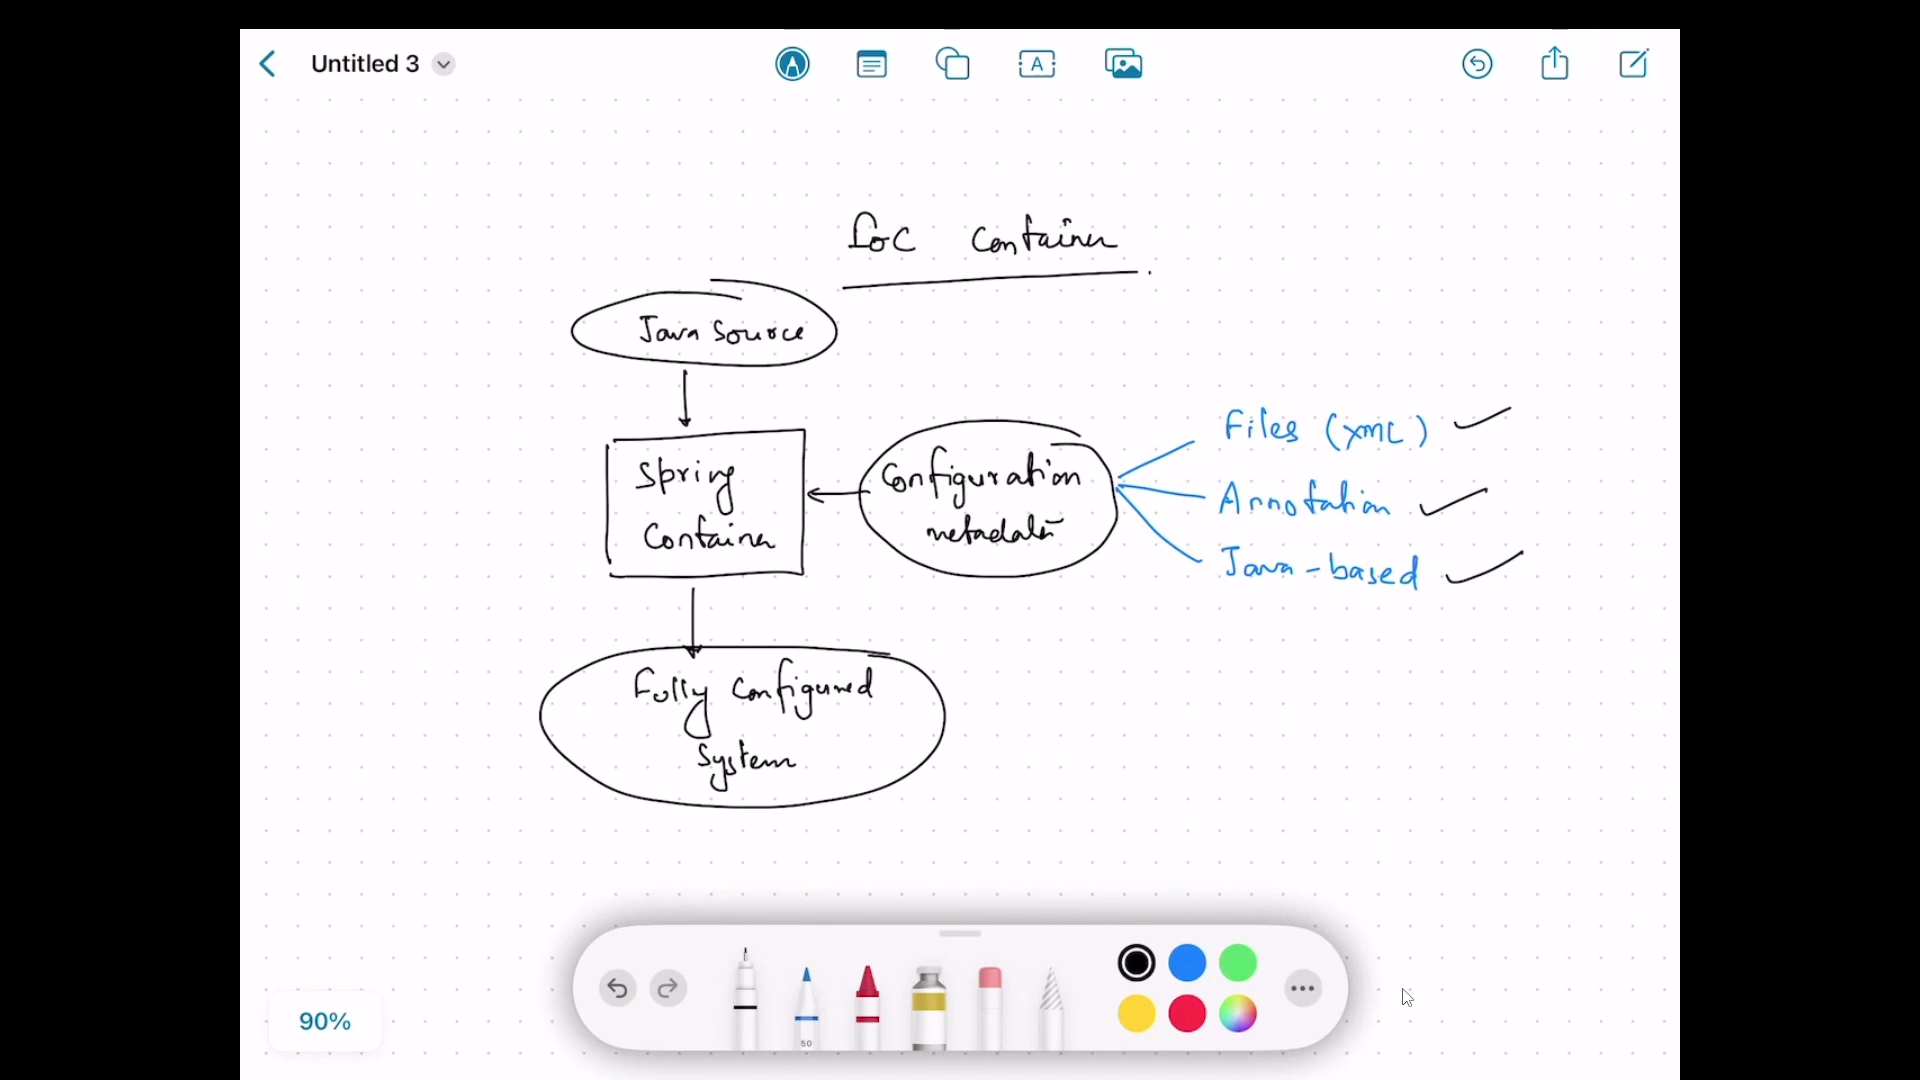 Untitled 3
A
IoC Container
Java Source
Spring
Container
Configuration
metadata
Files (XML)
Annotation
Java-based
Fully Configured
System
50
90%